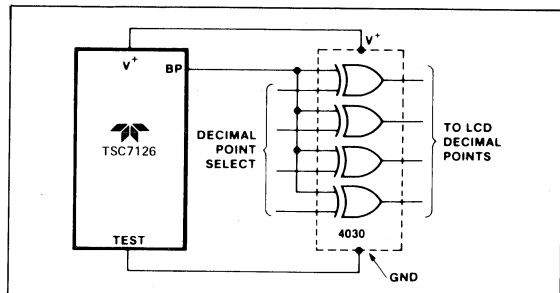 V+
V+
BP
TSC7126
DECIMAL
POINT
SELECT
TO LCD
DECIMAL
POINTS
TEST
4030
GND